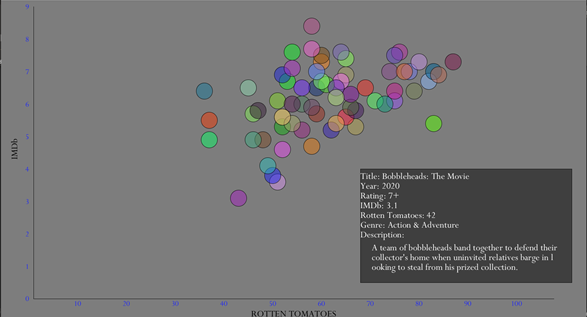 9
8
7
6
5
4
3
2
1
0
IMDb
10
20
30
40
50
60
70
80
90
100
ROTTEN TOMATOES
Title: Bobbleheads: The Movie
Year: 2020
Rating: 7+
IMDb: 3.1
Rotten Tomatoes: 42
Genre: Action & Adventure
Description:
A team of bobbleheads band together to defend their
collector's home when uninvited relatives barge in l
ooking to steal from his prized collection.